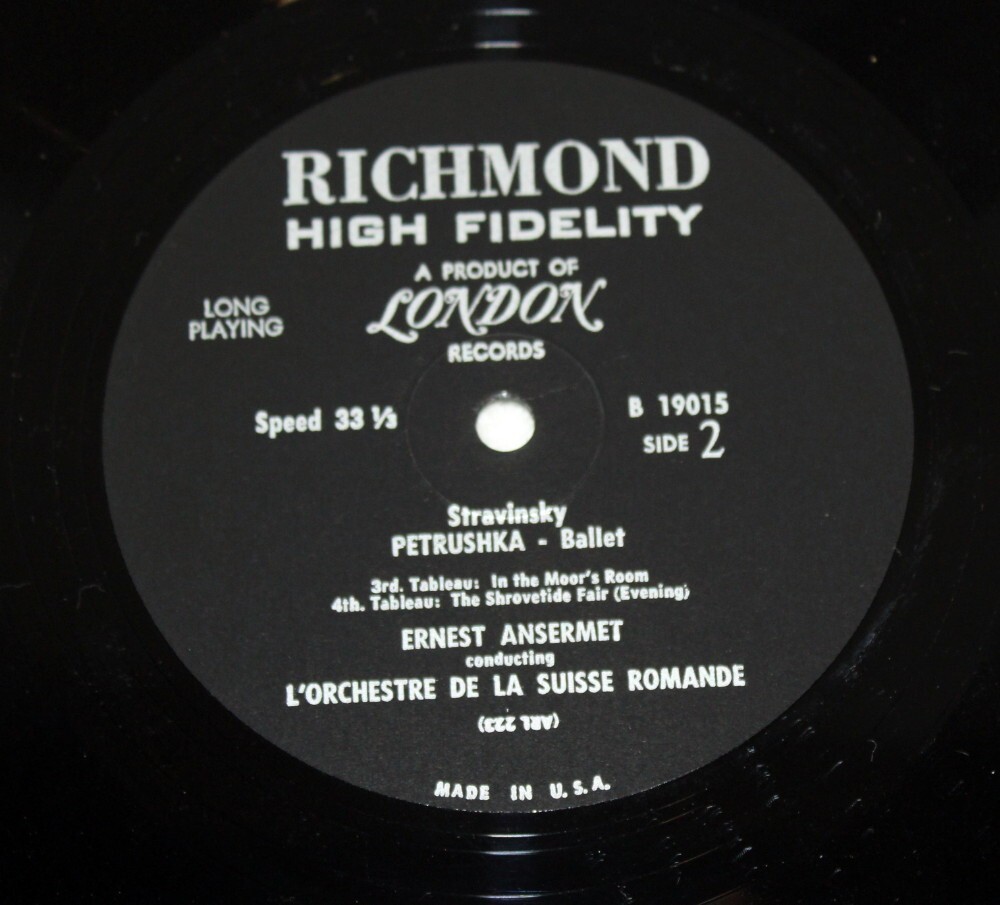 RICHMOND
HIGH FIDELITY
A PRODUCT OF
LONDON
RECORDS
LONG
PLAYING
Speed 33 ⅓
B 19015
SIDE 2
Stravinsky
PETRUSHKA - Ballet
3rd. Tableau: In the Moor's Room
4th. Tableau: The Shrovetide Fair (Evening)
ERNEST ANSERMET
conducting
L'ORCHESTRE DE LA SUISSE ROMANDE
(ARL 223)
MADE IN U.S.A.